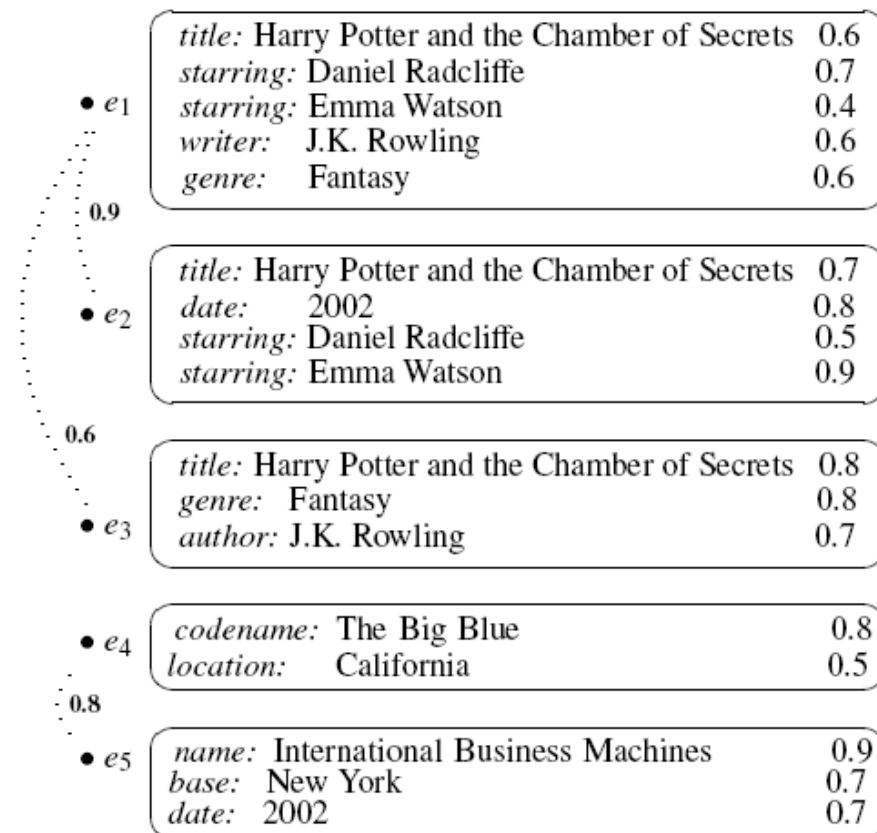 title: Harry Potter and the Chamber of Secrets 0.6
starring: Daniel Radcliffe 0.7
• e1 starring: Emma Watson 0.4
writer: J.K. Rowling 0.6
genre: Fantasy 0.6
0.9
title: Harry Potter and the Chamber of Secrets 0.7
• e2 date: 2002 0.8
starring: Daniel Radcliffe 0.5
starring: Emma Watson 0.9
0.6
title: Harry Potter and the Chamber of Secrets 0.8
genre: Fantasy 0.8
• e3 author: J.K. Rowling 0.7
• e4 codename: The Big Blue 0.8
location: California 0.5
0.8
• e5 name: International Business Machines 0.9
base: New York 0.7
date: 2002 0.7